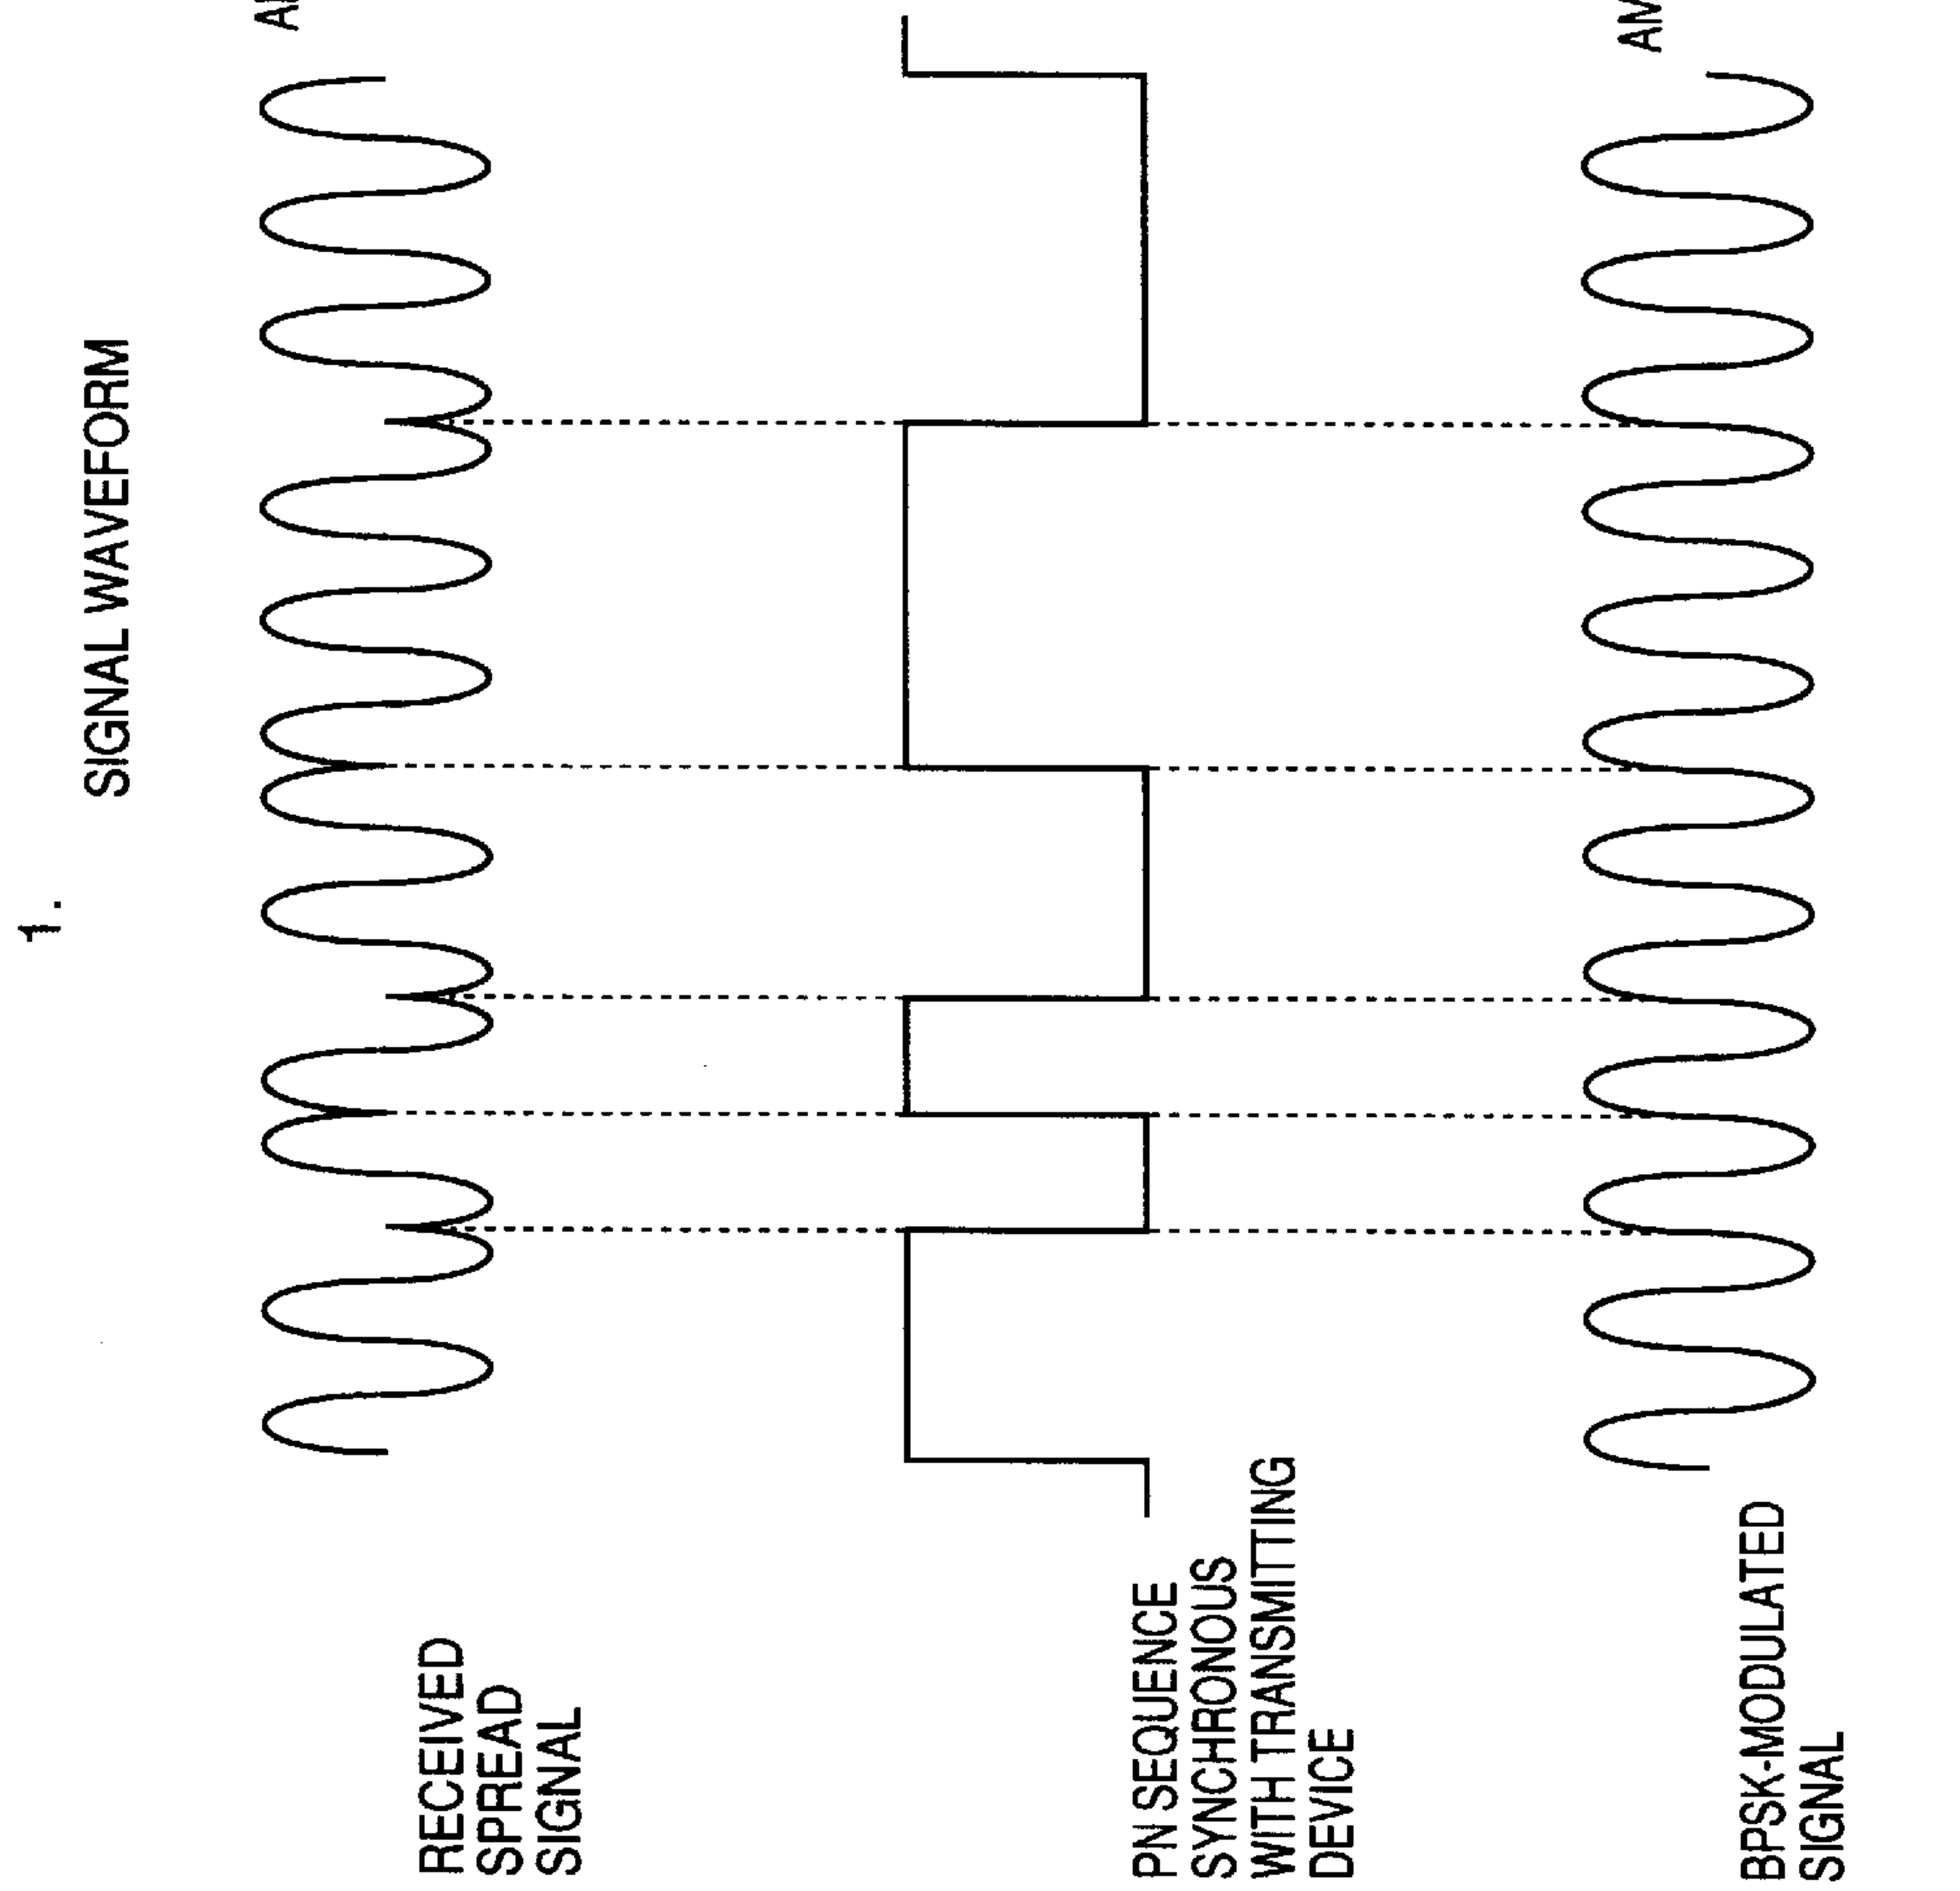 1.
SIGNAL WAVEFORM
RECEIVED
SPREAD
SIGNAL
PN SEQUENCE
SYNCHRONOUS
WITH TRANSMITTING
DEVICE
BPSK-MODULATED
SIGNAL